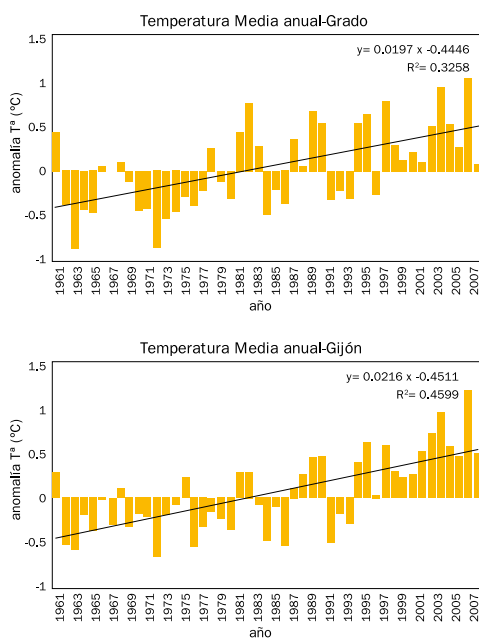 Temperatura Media anual-Grado
y= 0.0197 x -0.4446
R²= 0.3258
anomalía Tª (ºC)
1.5
1
0.5
0
-0.5
-1
1961 1963 1965 1967 1969 1971 1973 1975 1977 1979 1981 1983 1985 1987 1989 1991 1993 1995 1997 1999 2001 2003 2005 2007
año
Temperatura Media anual-Gijón
y= 0.0216 x -0.4511
R²= 0.4599
anomalía Tª (ºC)
1.5
1
0.5
0
-0.5
-1
1961 1963 1965 1967 1969 1971 1973 1975 1977 1979 1981 1983 1985 1987 1989 1991 1993 1995 1997 1999 2001 2003 2005 2007
año